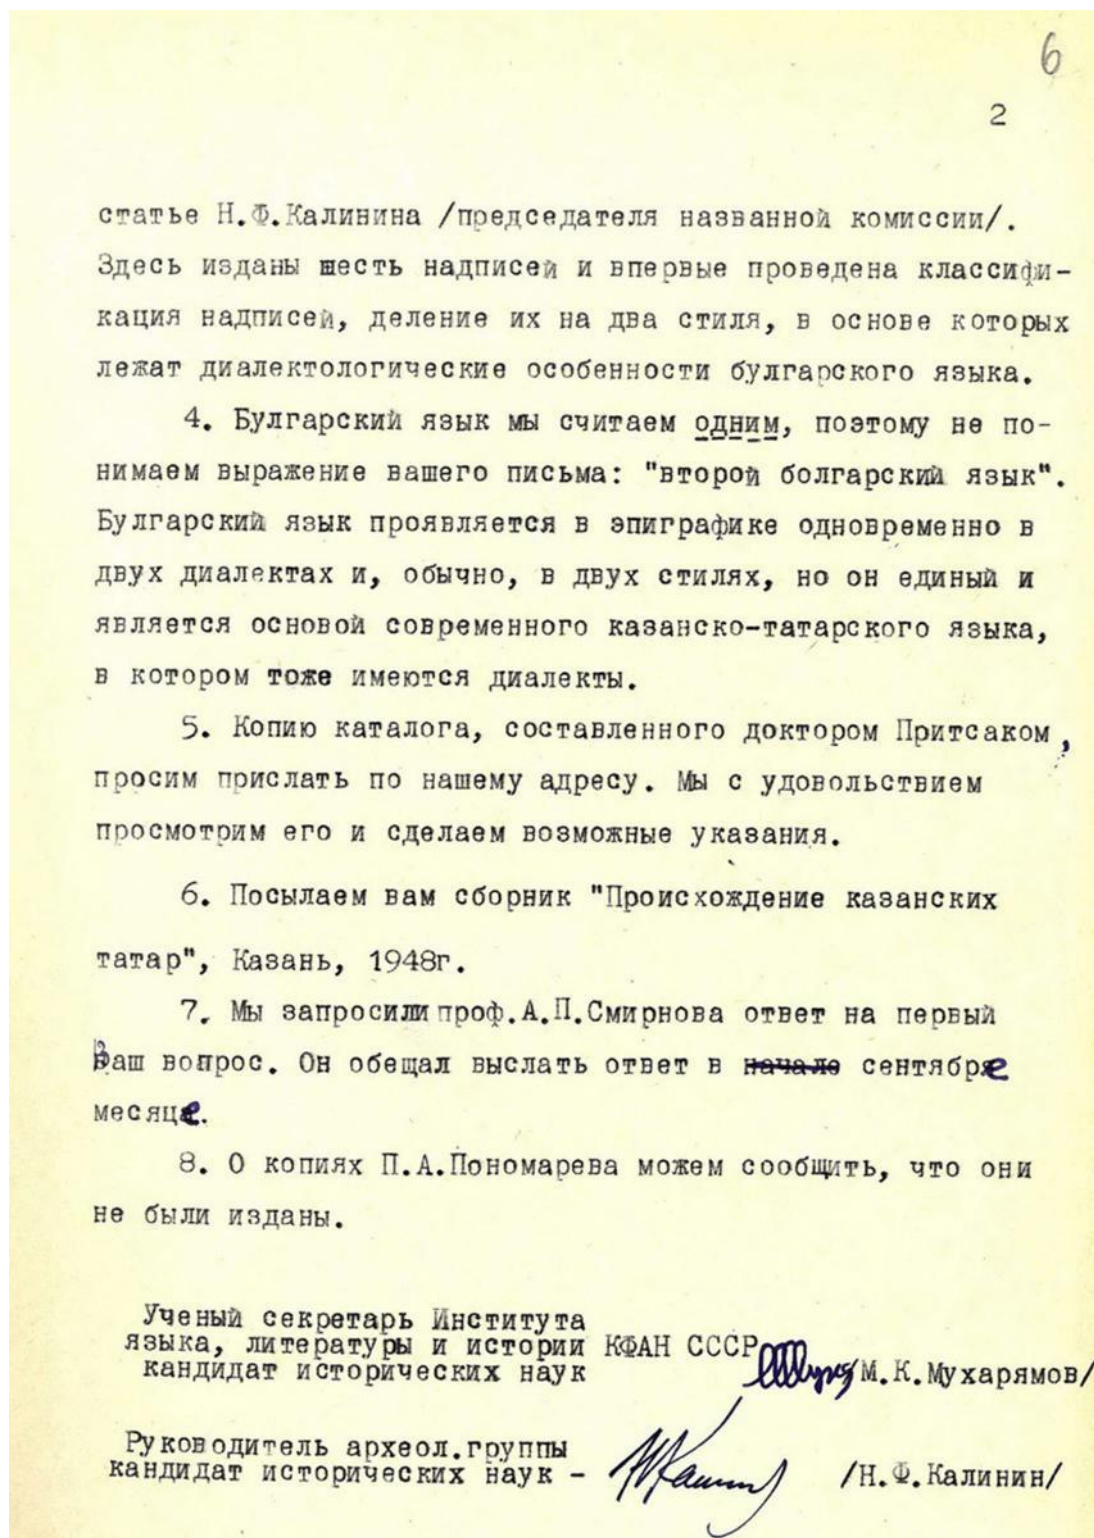 6
2
статье Н.Ф.Калинина /председателя названной комиссии/.
Здесь изданы шесть надписей и впервые проведена классифи-
кация надписей, деление их на два стиля, в основе которых
лежат диалектологические особенности булгарского языка.
4. Булгарский язык мы считаем одним, поэтому не по-
нимаем выражение вашего письма: "второй болгарский язык".
Булгарский язык проявляется в эпиграфике одновременно в
двух диалектах и, обычно, в двух стилях, но он единый и
является основой современного казанско-татарского языка,
в котором тоже имеются диалекты.
5. Копию каталога, составленного доктором Притсаком,
просим прислать по нашему адресу. Мы с удовольствием
просмотрим его и сделаем возможные указания.
6. Посылаем вам сборник "Происхождение казанских
татар", Казань, 1948г.
7. Мы запросили проф.А.П.Смирнова ответ на первый
Ваш вопрос. Он обещал выслать ответ в начале сентябре
месяце.
8. О копиях П.А.Пономарева можем сообщить, что они
не были изданы.
Ученый секретарь Института
языка, литературы и истории КФАН СССР
кандидат исторических наук /М.К.Мухарямов/
Руководитель археол.группы
кандидат исторических наук - /Н.Ф.Калинин/